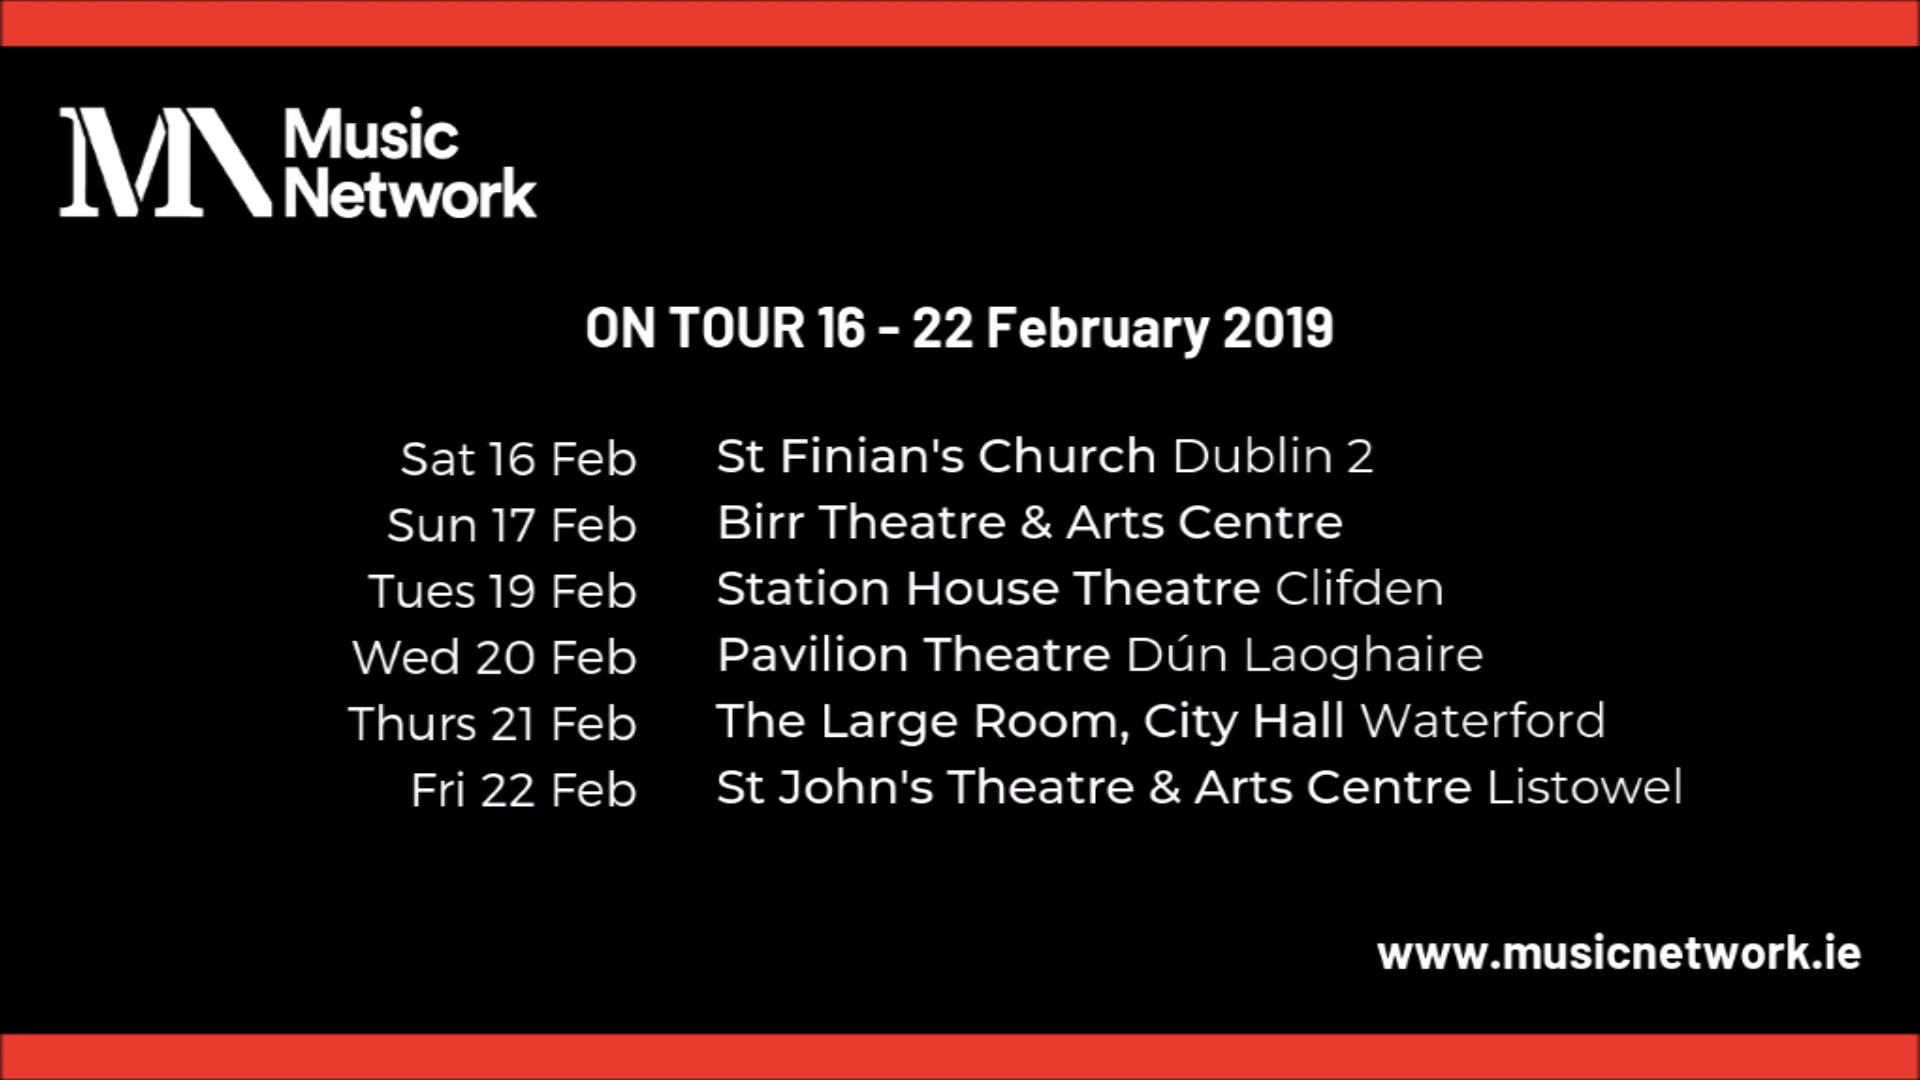 MN Music
Network
ON TOUR 16 - 22 February 2019
Sat 16 Feb St Finian's Church Dublin 2
Sun 17 Feb Birr Theatre & Arts Centre
Tues 19 Feb Station House Theatre Clifden
Wed 20 Feb Pavilion Theatre Dún Laoghaire
Thurs 21 Feb The Large Room, City Hall Waterford
Fri 22 Feb St John's Theatre & Arts Centre Listowel
www.musicnetwork.ie